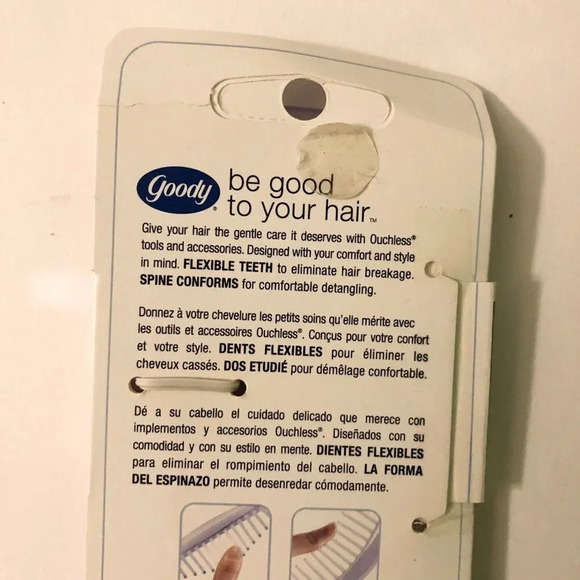 goody®
be good
to your hair™
Give your hair the gentle care it deserves with Ouchless®
tools and accessories. Designed with your comfort and style
in mind. FLEXIBLE TEETH to eliminate hair breakage.
SPINE CONFORMS for comfortable detangling.
Donnez à votre chevelure les petits soins qu'elle mérite avec
les outils et accessoires Ouchless®. Conçus pour votre confort
et votre style. DENTS FLEXIBLES pour éliminer les
cheveux cassés. DOS ETUDIÉ pour démêlage confortable.
Dé a su cabello el cuidado delicado que merece con
implementos y accesorios Ouchless®. Diseñados con su
comodidad y con su estilo en mente. DIENTES FLEXIBLES
para eliminar el rompimiento del cabello. LA FORMA
DEL ESPINAZO permite desenredar cómodamente.